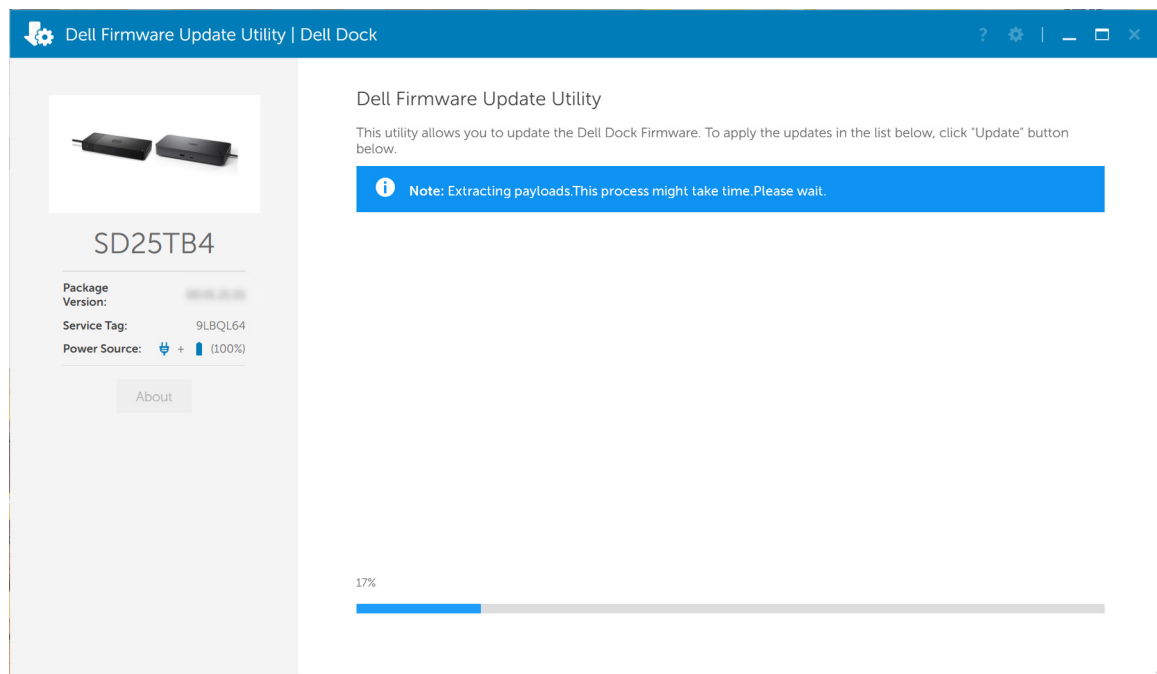 Dell Firmware Update Utility | Dell Dock
?
Dell Firmware Update Utility
This utility allows you to update the Dell Dock Firmware. To apply the updates in the list below, click "Update" button
below.
Note: Extracting payloads.This process might take time.Please wait.
SD25TB4
Package
Version:
Service Tag: 9LBQL64
Power Source: + (100%)
About
17%